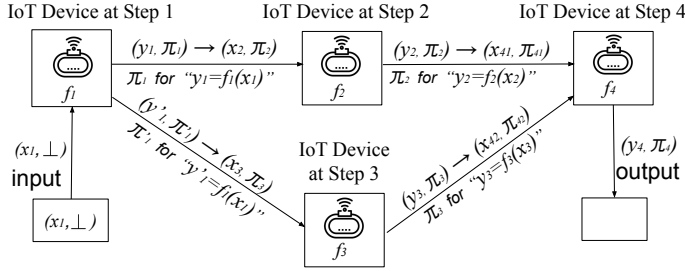 IoT Device at Step 1
IoT Device at Step 2
IoT Device at Step 4
(y₁, π₁) → (x₂, π₂)
π₁ for “y₁=f₁(x₁)”
(y₂, π₂) → (x₄₁, π₄₁)
π₂ for “y₂=f₂(x₂)”
f₁
f₂
f₄
(y'₁, π'₁) → (x₃, π₃)
π'₁ for “y'₁=f₁(x₁)”
IoT Device
at Step 3
(y₃, π₃) → (x₄₂, π₄₂)
π₃ for “y₃=f₃(x₃)”
(x₁, ⊥)
input
(y₄, π₄)
output
(x₁, ⊥)
f₃